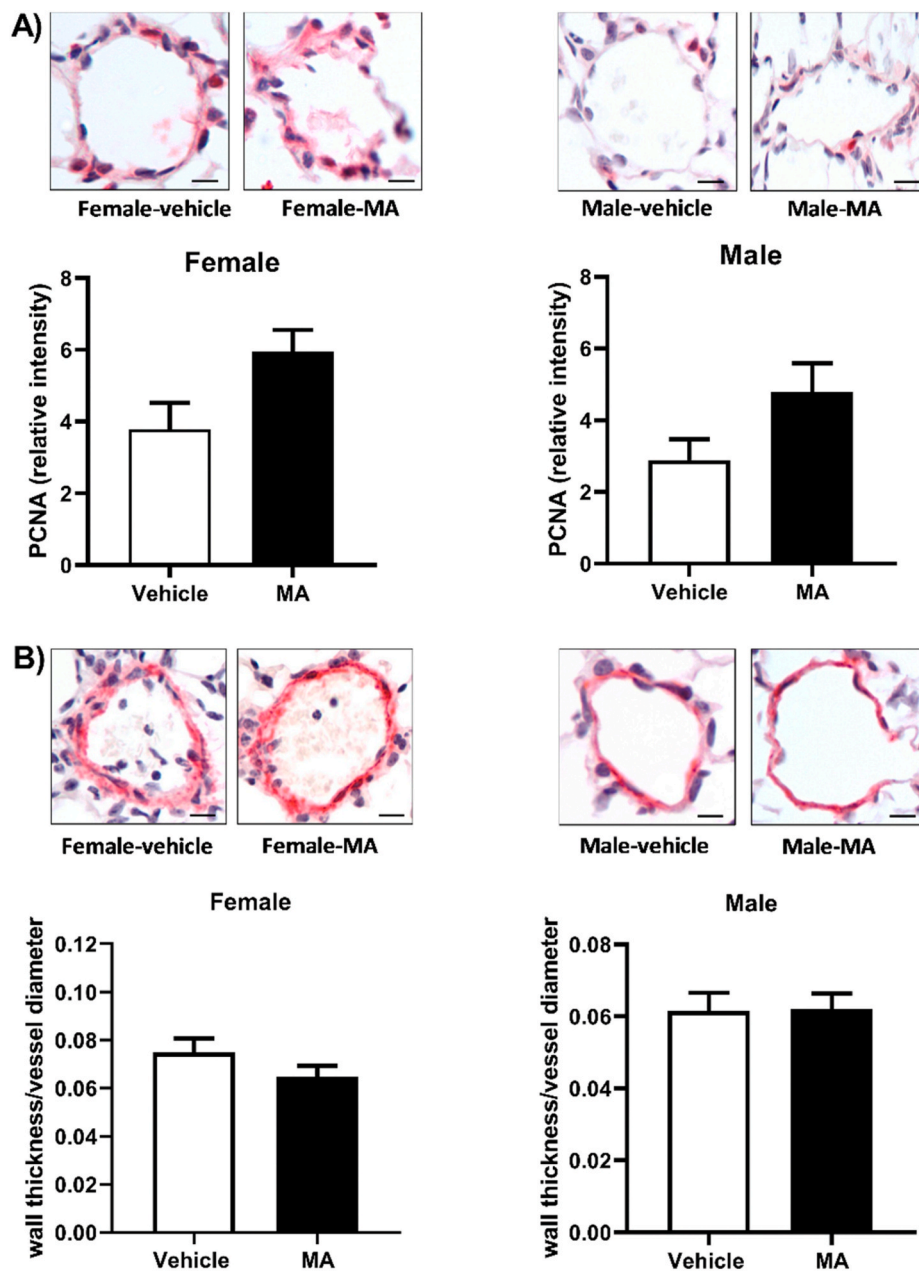 A)
Female-vehicle Female-MA Male-vehicle Male-MA
Female
PCNA (relative intensity)
8
6
4
2
0
Vehicle MA
Male
PCNA (relative intensity)
8
6
4
2
0
Vehicle MA
B)
Female-vehicle Female-MA Male-vehicle Male-MA
Female
wall thickness/vessel diameter
0.12
0.10
0.08
0.06
0.04
0.02
0.00
Vehicle MA
Male
wall thickness/vessel diameter
0.08
0.06
0.04
0.02
0.00
Vehicle MA